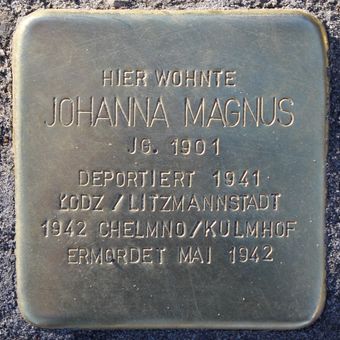 HIER WOHNTE
JOHANNA MAGNUS
JG. 1901
DEPORTIERT 1941
ŁODZ / LITZMANNSTADT
1942 CHELMNO / KULMHOF
ERMORDET MAI 1942